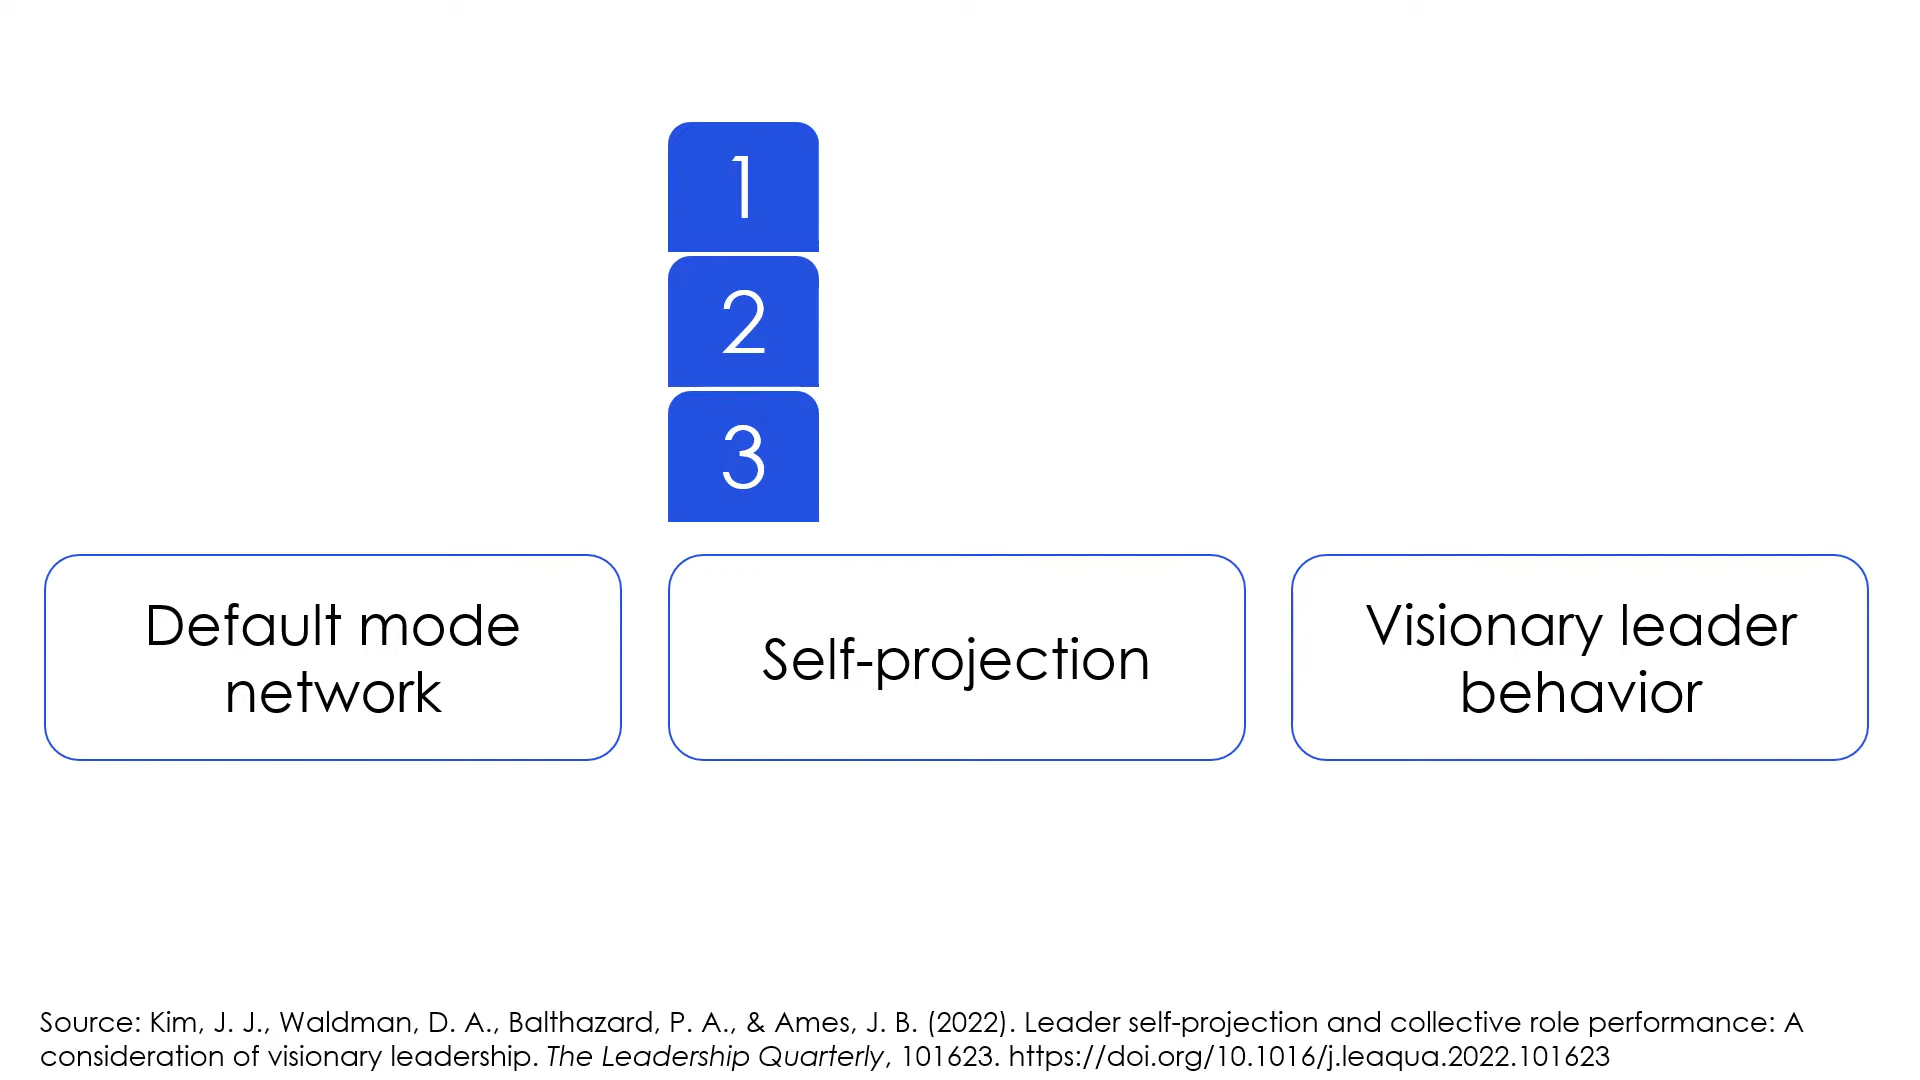 1
2
3
Default mode
network
Self-projection
Visionary leader
behavior
Source: Kim, J. J., Waldman, D. A., Balthazard, P. A., & Ames, J. B. (2022). Leader self-projection and collective role performance: A
consideration of visionary leadership. The Leadership Quarterly, 101623. https://doi.org/10.1016/j.leaqua.2022.101623